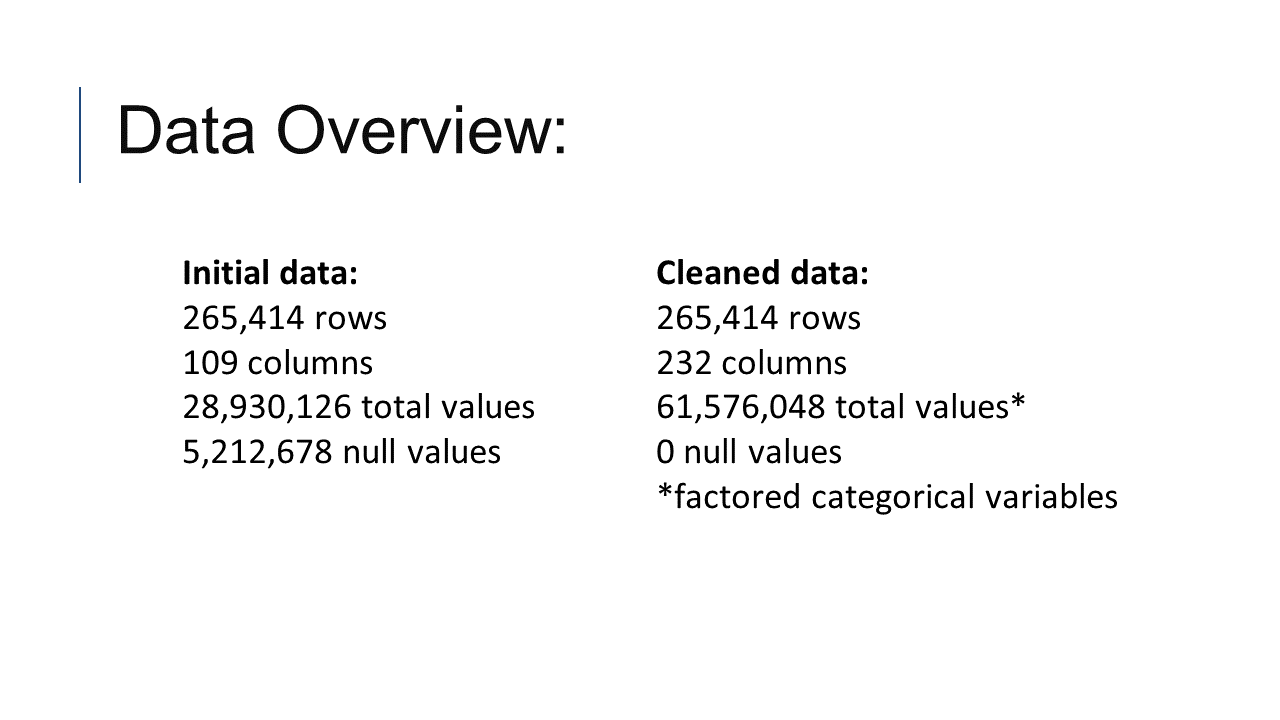 Data Overview:
Initial data:
265,414 rows
109 columns
28,930,126 total values
5,212,678 null values
Cleaned data:
265,414 rows
232 columns
61,576,048 total values*
0 null values
*factored categorical variables